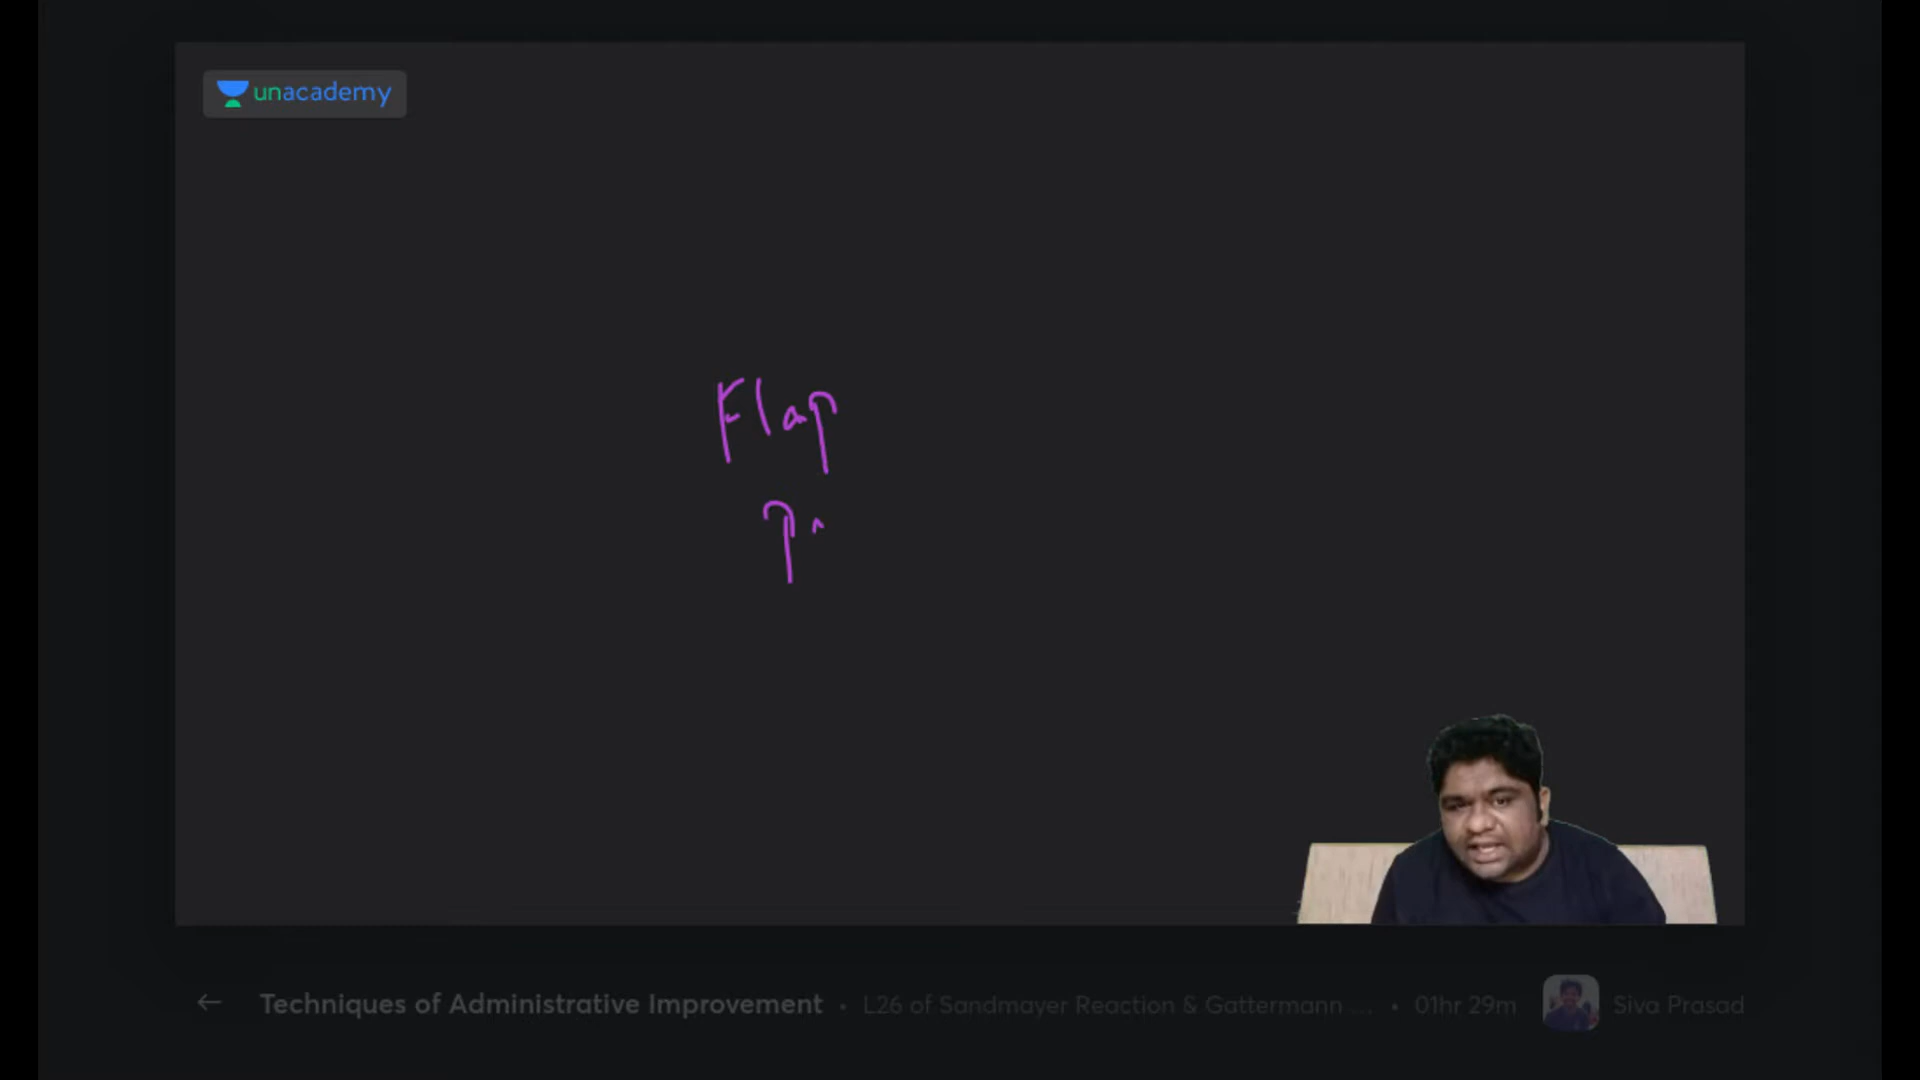 unacademy
Flap
Techniques of Administrative Improvement • L26 of Sandmayer Reaction & Gattermann ... • 01hr 29m Siva Prasad